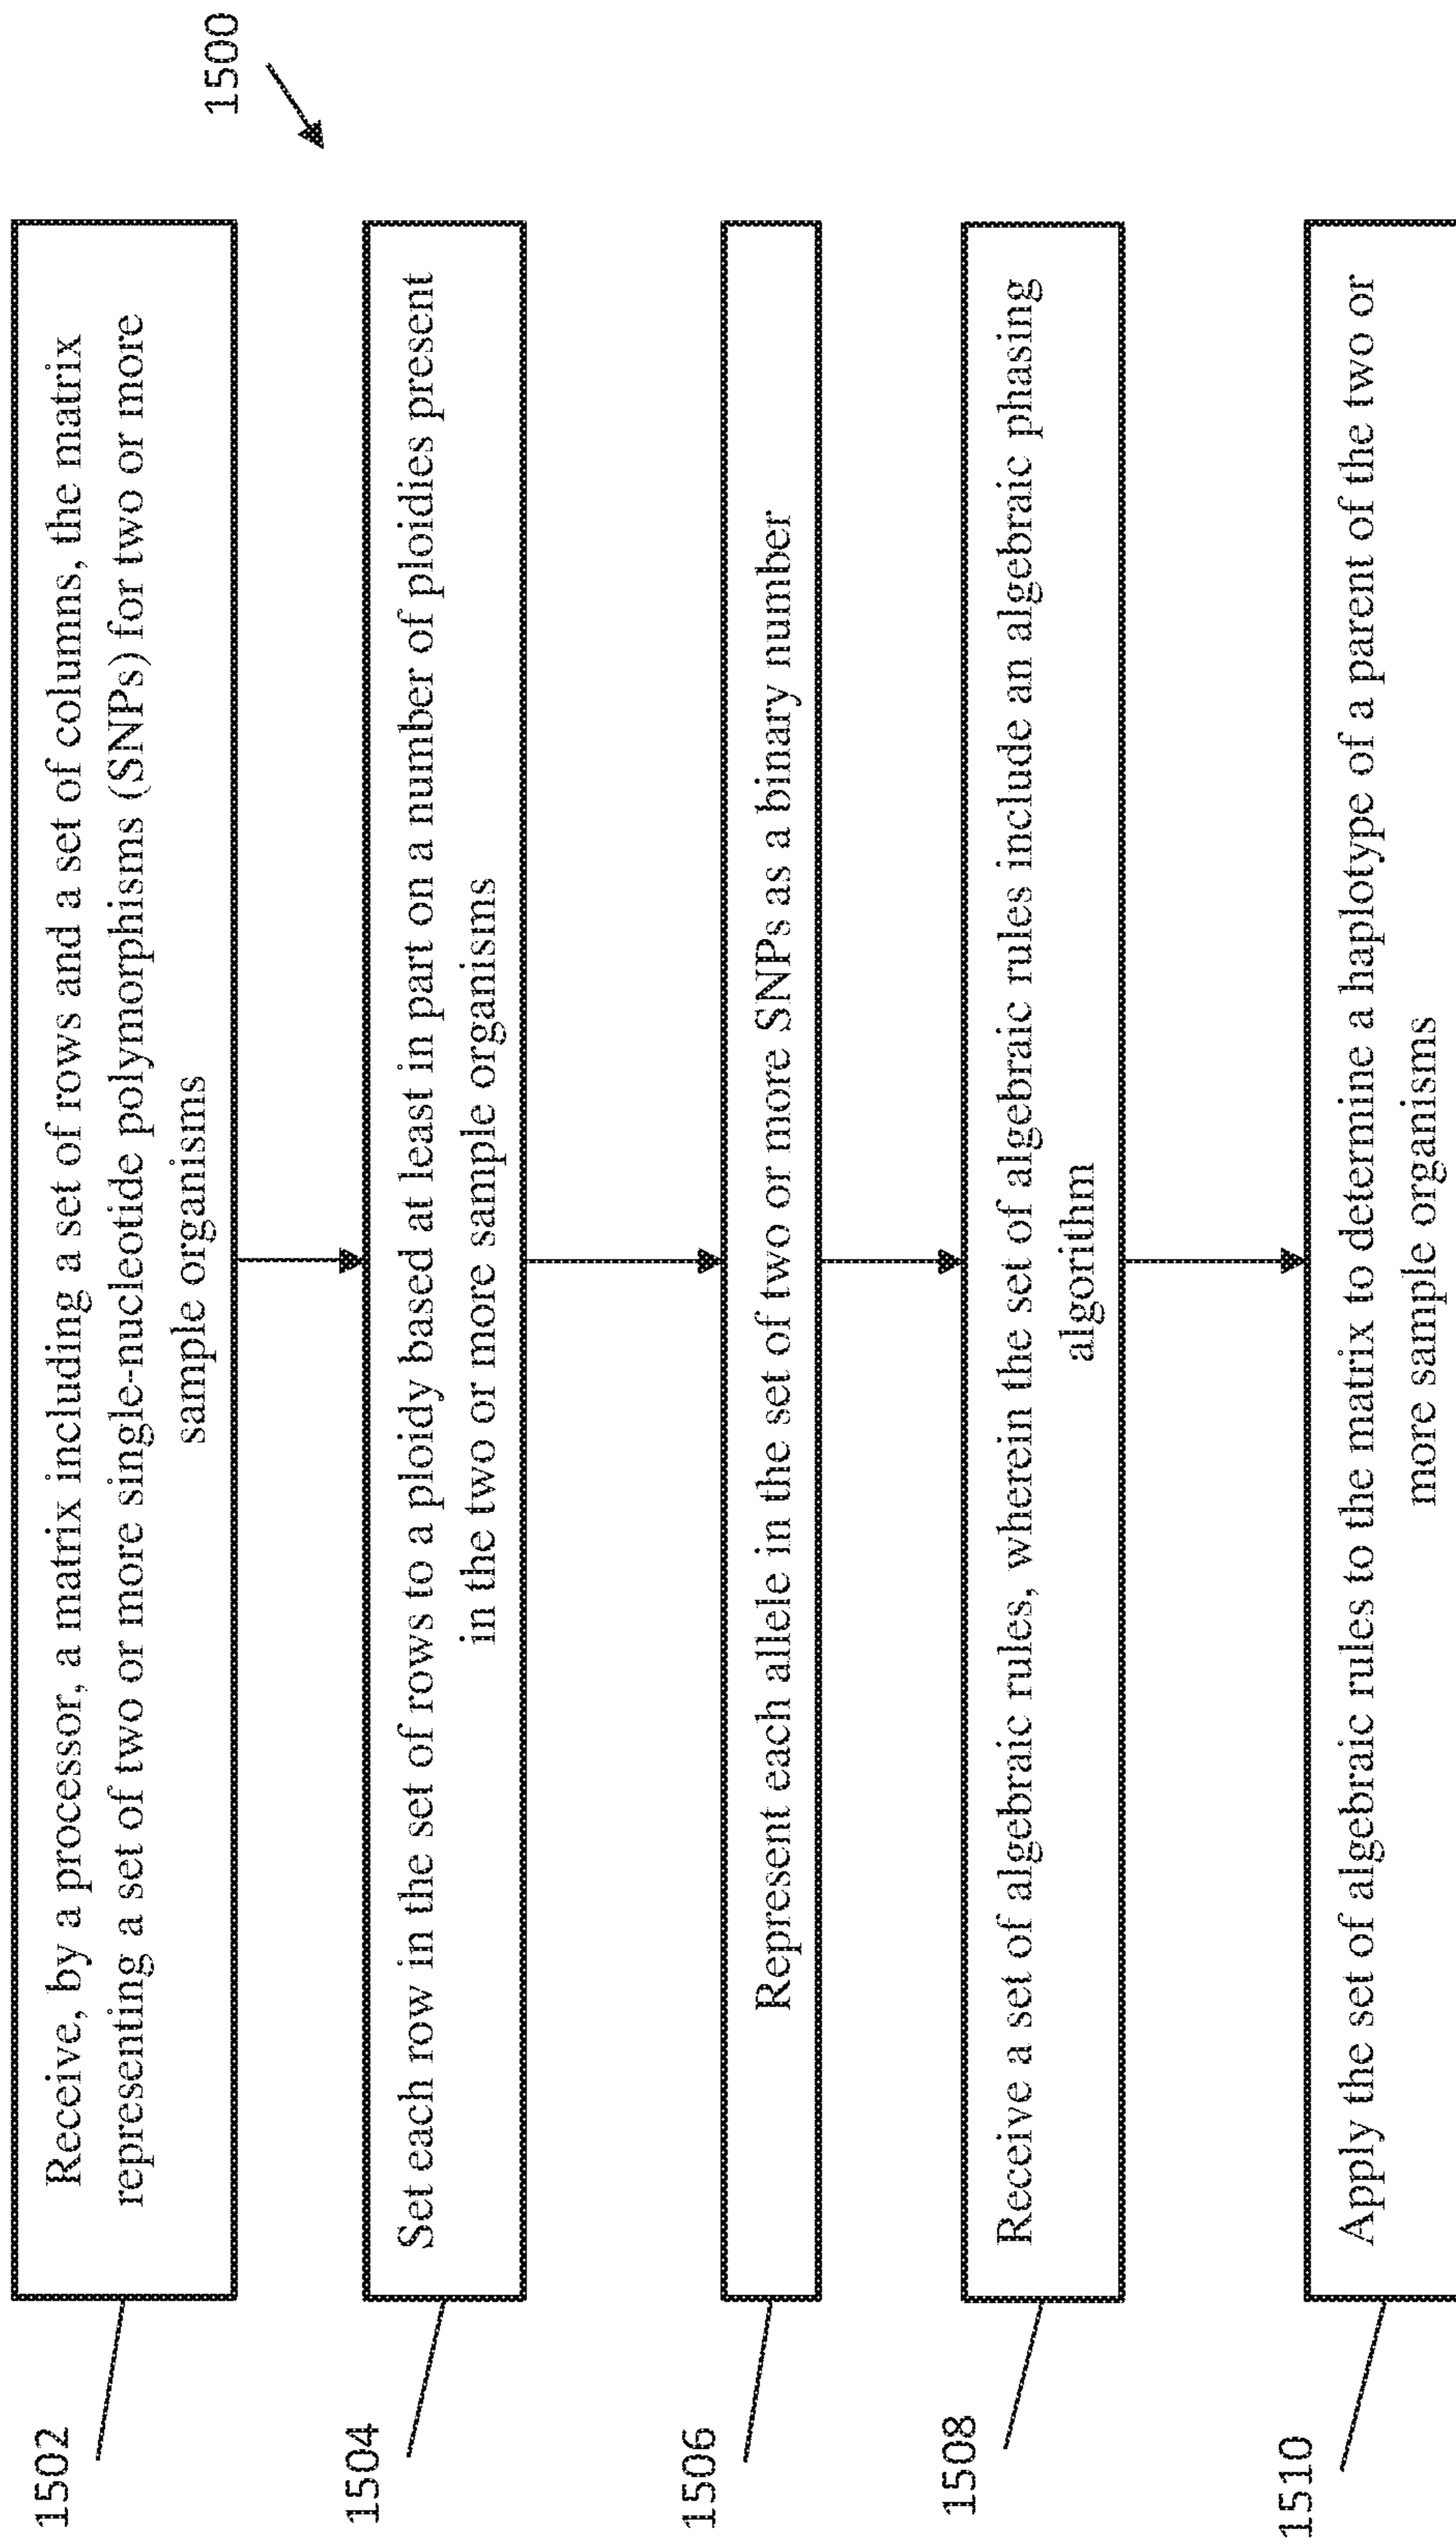 1500
1502
Receive, by a processor, a matrix including a set of rows and a set of columns, the matrix
representing a set of two or more single-nucleotide polymorphisms (SNPs) for two or more
sample organisms
1504
Set each row in the set of rows to a ploidy based at least in part on a number of ploidies present
in the two or more sample organisms
1506
Represent each allele in the set of two or more SNPs as a binary number
1508
Receive a set of algebraic rules, wherein the set of algebraic rules include an algebraic phasing
algorithm
1510
Apply the set of algebraic rules to the matrix to determine a haplotype of a parent of the two or
more sample organisms